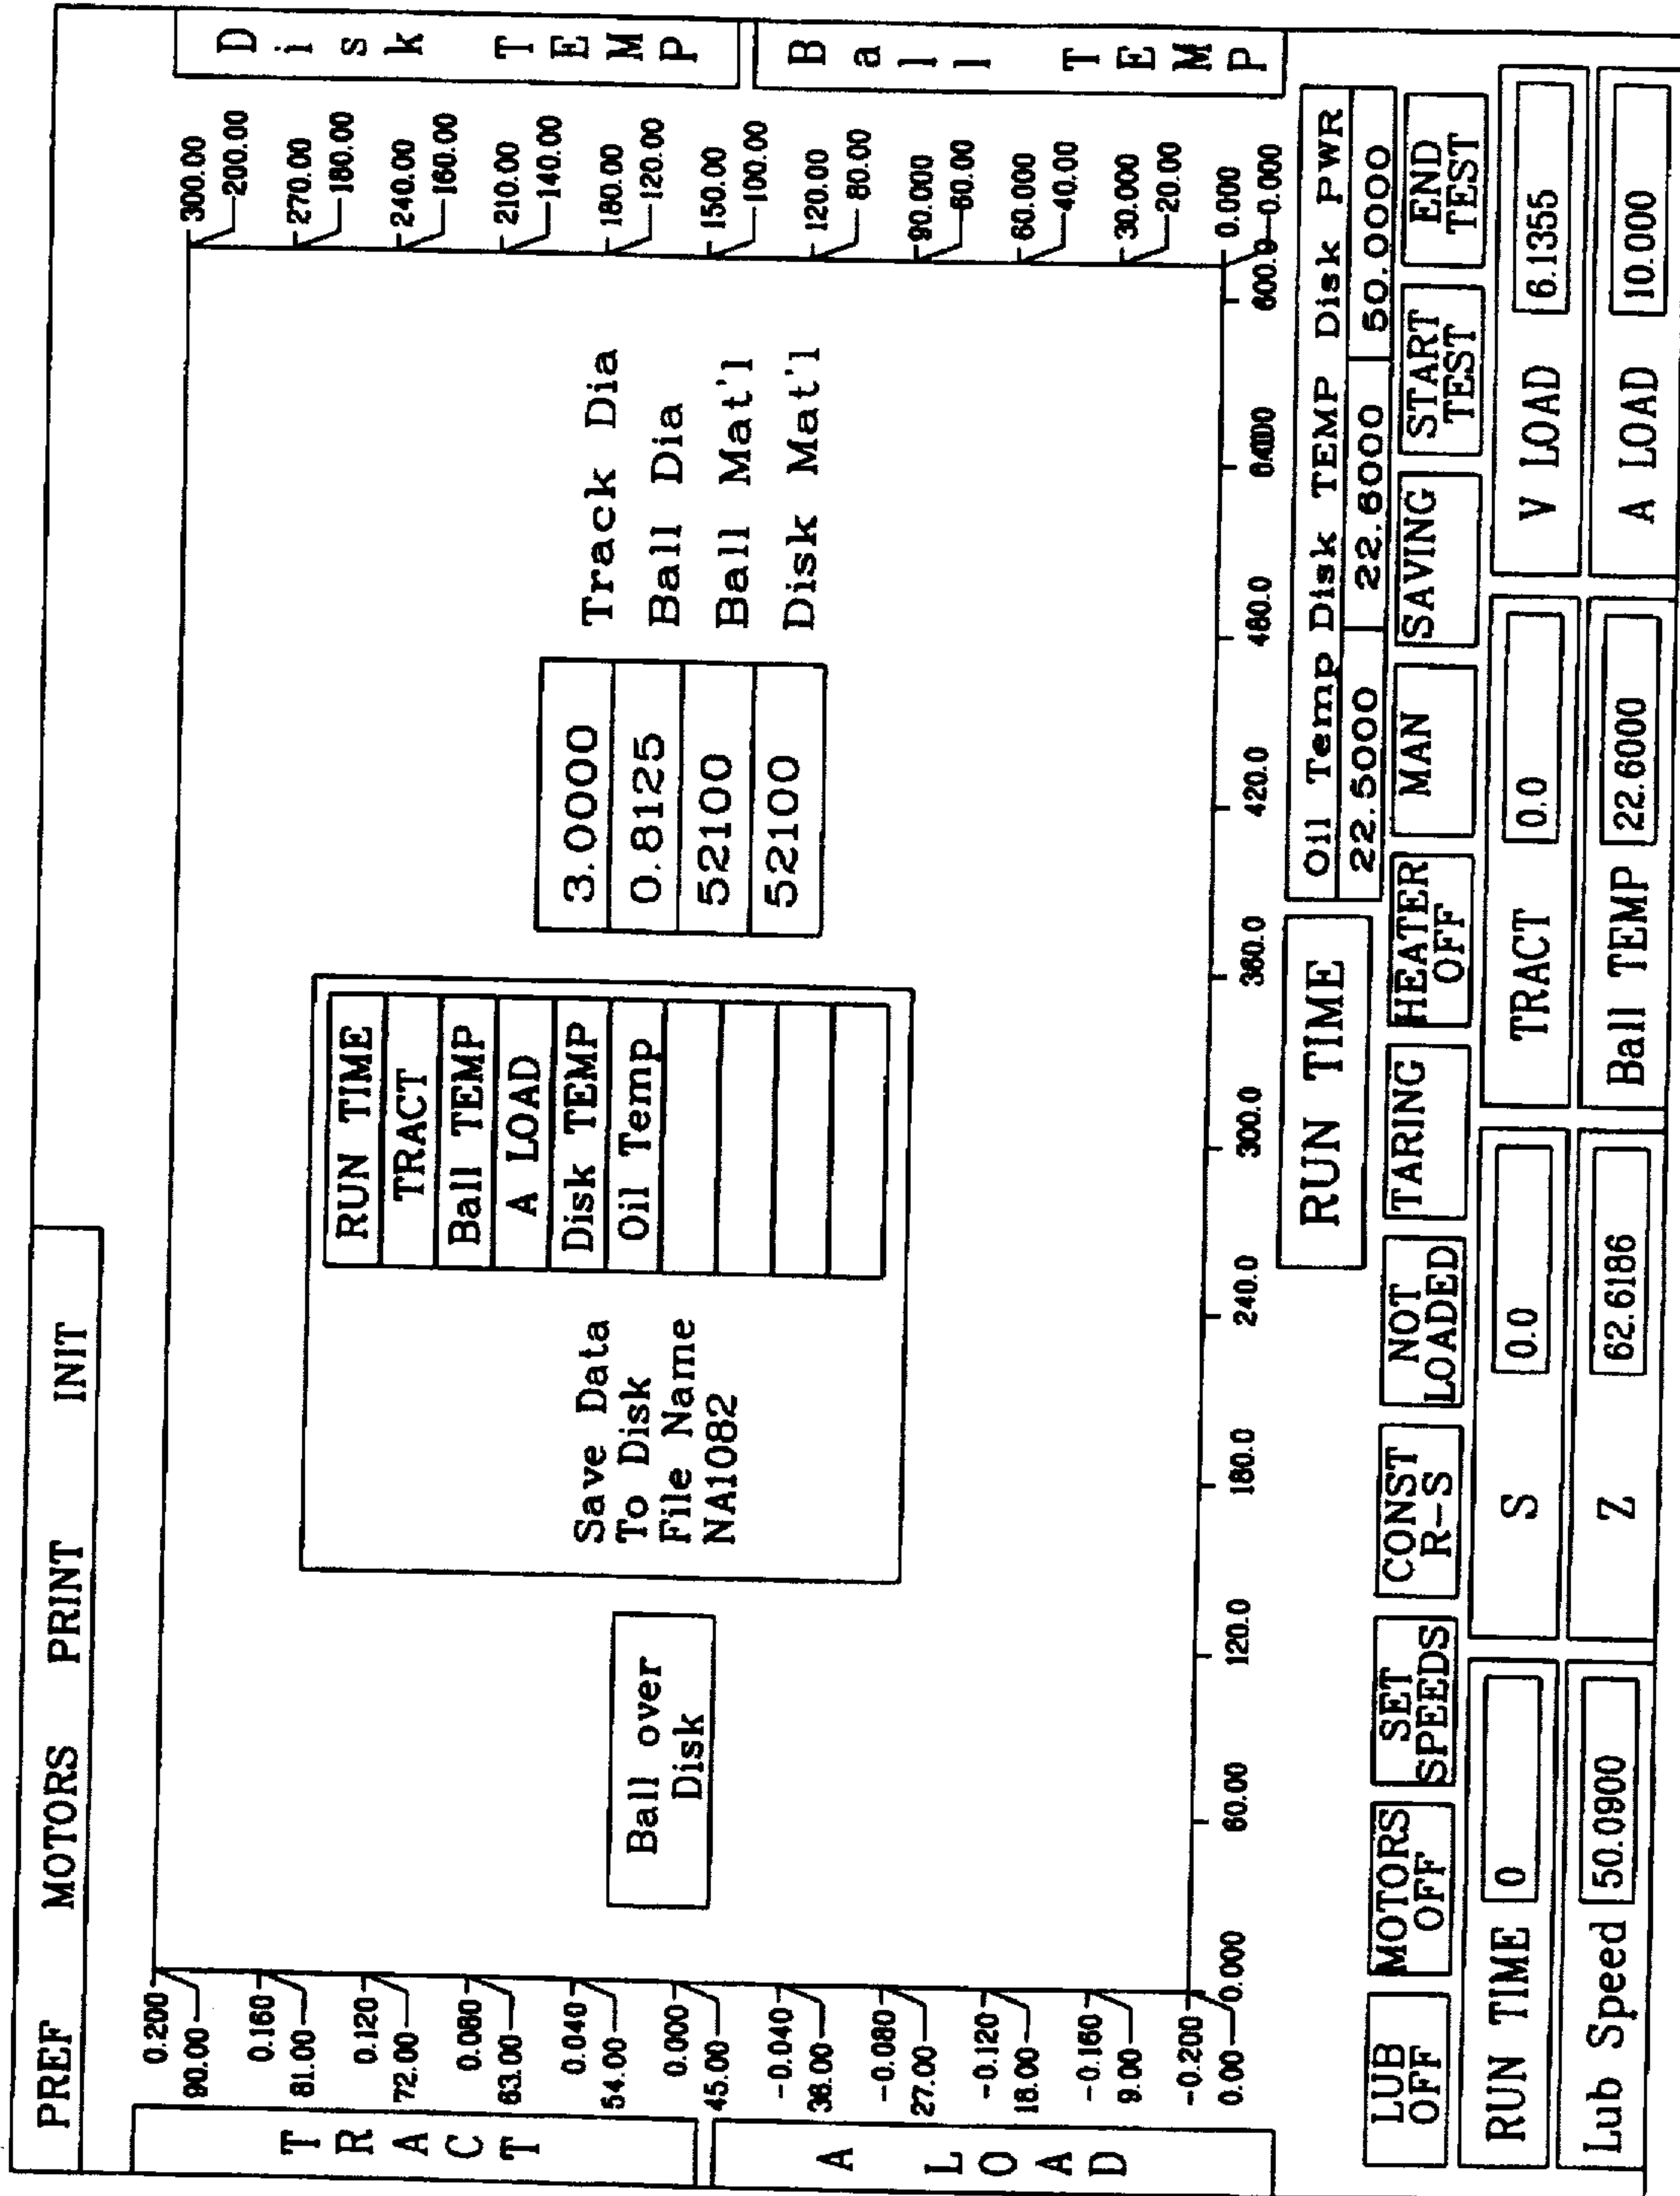 PREF MOTORS PRINT INIT
TRACT
A LOAD
0.200
90.00
0.160
81.00
0.120
72.00
0.080
63.00
0.040
54.00
0.000
45.00
-0.040
36.00
-0.080
27.00
-0.120
18.00
-0.160
9.00
-0.200
0.00
Ball over
Disk
Save Data
To Disk
File Name
NA1082
RUN TIME
TRACT
Ball TEMP
A LOAD
Disk TEMP
Oil Temp
3.0000 Track Dia
0.8125 Ball Dia
52100 Ball Mat'l
52100 Disk Mat'l
300.00
200.00
270.00
180.00
240.00
160.00
210.00
140.00
180.00
120.00
150.00
100.00
120.00
80.00
90.000
60.00
60.000
40.00
30.000
20.00
0.000
0.000
Disk TEMP
Ball TEMP
0.000 60.00 120.0 180.0 240.0 300.0 360.0 420.0 480.0 600.0
RUN TIME
Oil Temp Disk TEMP Disk PWR
22.5000 22.6000 50.0000
LUB OFF
MOTORS OFF
SET SPEEDS
CONST R-S
NOT LOADED
TARING
HEATER OFF
MAN
SAVING
START TEST
END TEST
RUN TIME 0 S 0.0 TRACT 0.0 V LOAD 6.1355
Lub Speed 50.0900 Z 62.6186 Ball TEMP 22.6000 A LOAD 10.000